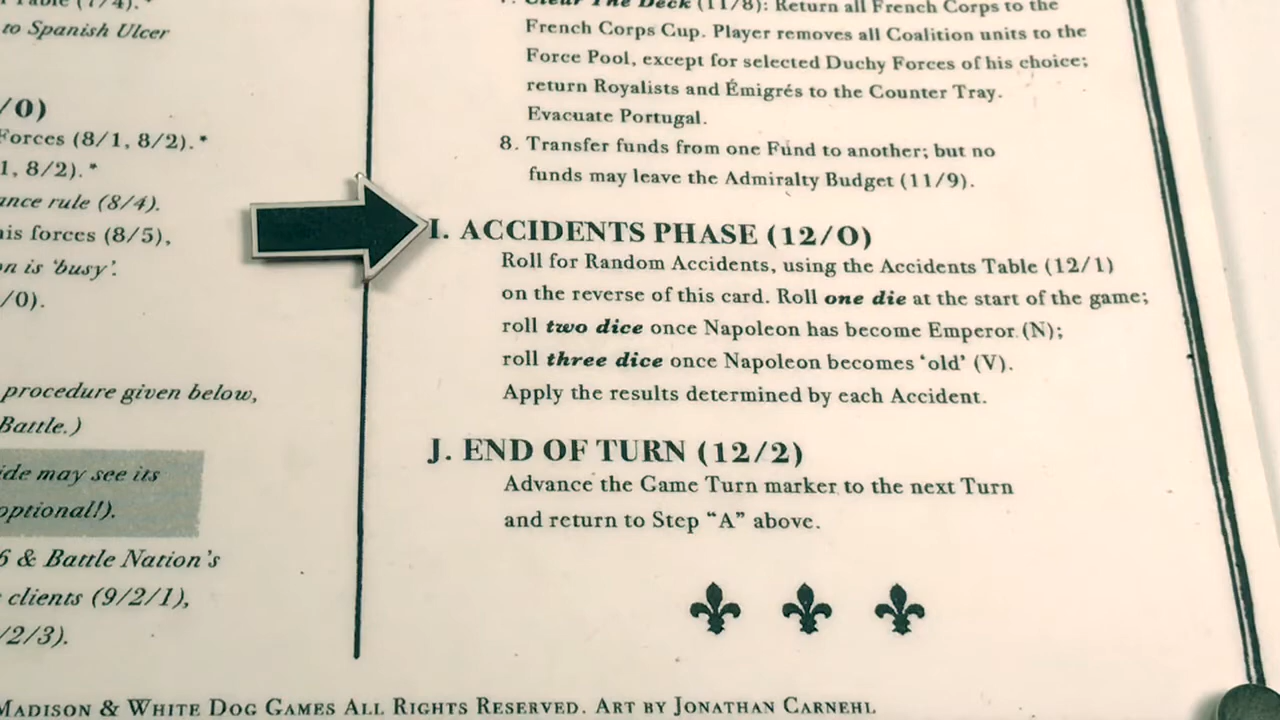 to Spanish Ulcer
/0)
Forces (8/1, 8/2).*
1, 8/2).*
ance rule (8/4).
his forces (8/5),
on is 'busy'.
/0).
procedure given below,
Battle.)
ide may see its
optional!).
6 & Battle Nation's
clients (9/2/1),
/2/3).
Clear The Deck (11/8): Return all French Corps to the
French Corps Cup. Player removes all Coalition units to the
Force Pool, except for selected Duchy Forces of his choice;
return Royalists and Émigrés to the Counter Tray.
Evacuate Portugal.
8. Transfer funds from one Fund to another; but no
funds may leave the Admiralty Budget (11/9).
I. ACCIDENTS PHASE (12/0)
Roll for Random Accidents, using the Accidents Table (12/1)
on the reverse of this card. Roll one die at the start of the game;
roll two dice once Napoleon has become Emperor (N);
roll three dice once Napoleon becomes 'old' (V).
Apply the results determined by each Accident.
J. END OF TURN (12/2)
Advance the Game Turn marker to the next Turn
and return to Step "A" above.
MADISON & WHITE DOG GAMES ALL RIGHTS RESERVED. ART BY JONATHAN CARNEHL